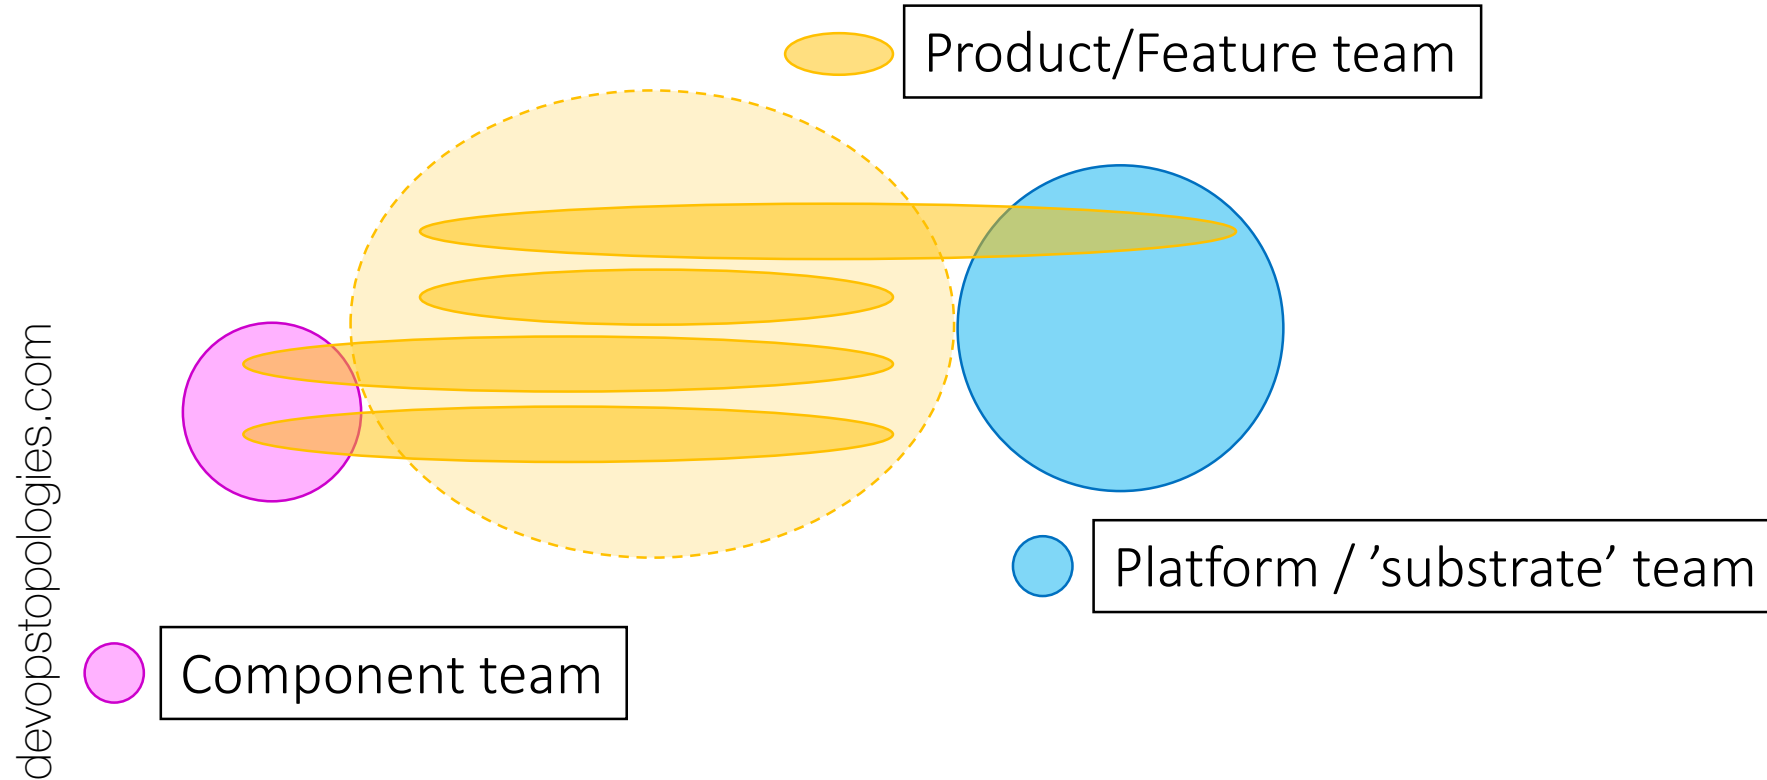 Product/Feature team
Platform / ’substrate’ team
Component team
devopstopologies.com